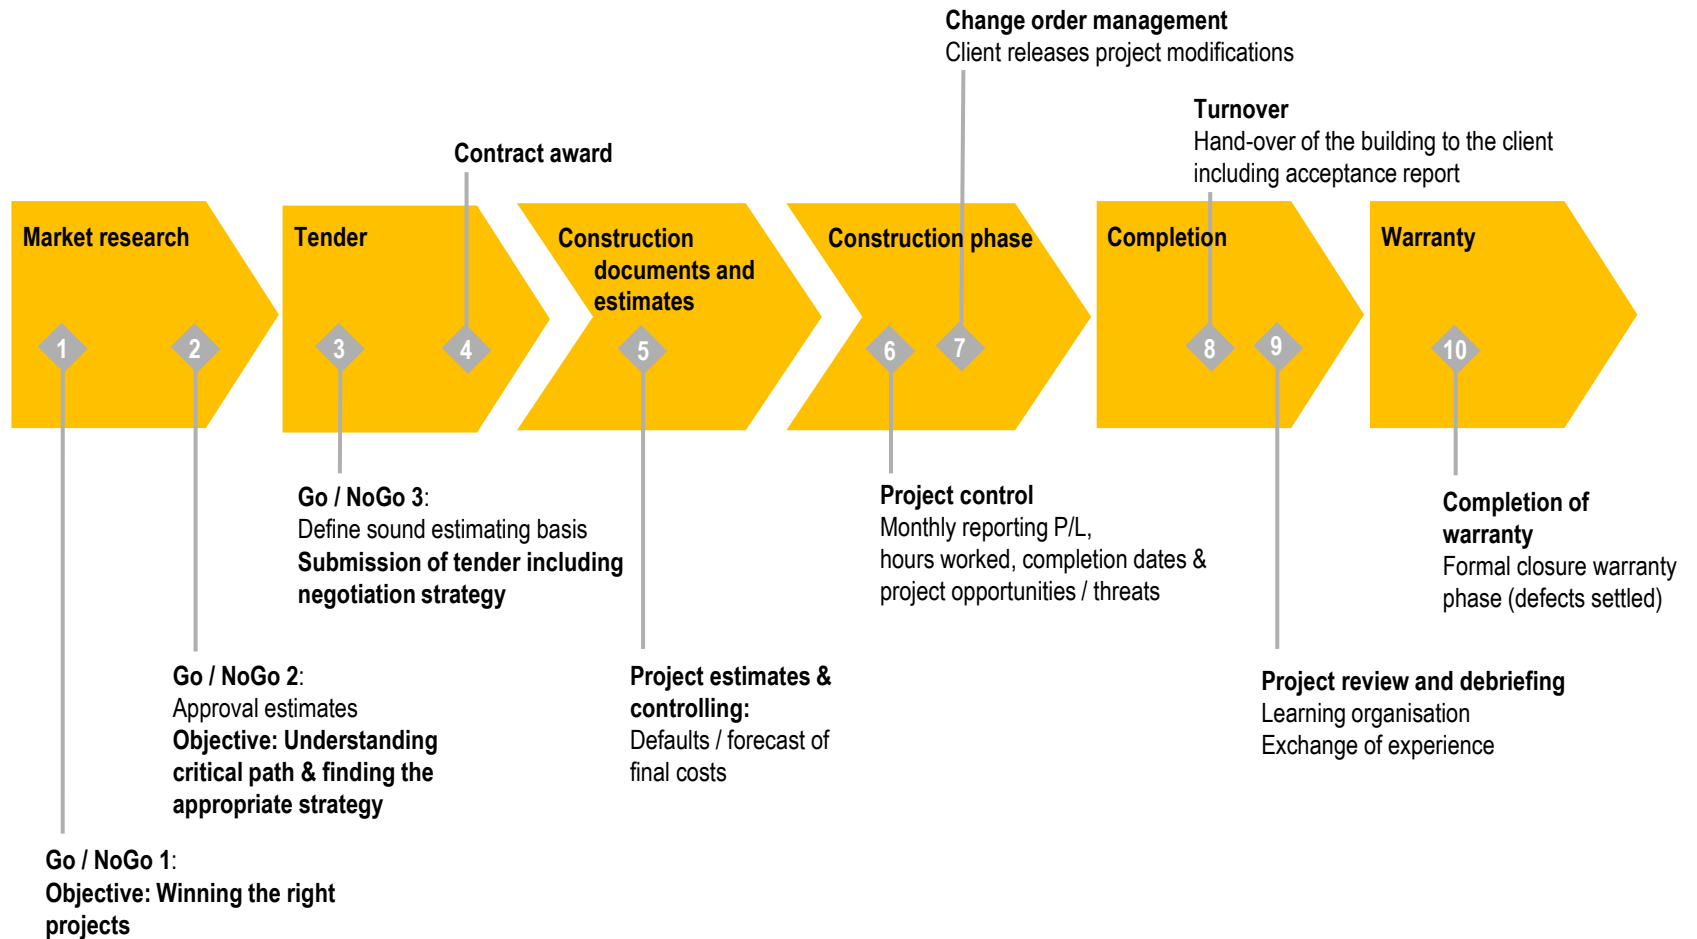 Change order management
Client releases project modifications
Turnover
Hand-over of the building to the client
including acceptance report
Contract award
Market research
Tender
Construction
documents and
estimates
Construction phase
Completion
Warranty
1
2
3
4
5
6
7
8
9
10
Go / NoGo 3:
Define sound estimating basis
Submission of tender including
negotiation strategy
Project control
Monthly reporting P/L,
hours worked, completion dates &
project opportunities / threats
Completion of
warranty
Formal closure warranty
phase (defects settled)
Go / NoGo 2:
Approval estimates
Objective: Understanding
critical path & finding the
appropriate strategy
Project estimates &
controlling:
Defaults / forecast of
final costs
Project review and debriefing
Learning organisation
Exchange of experience
Go / NoGo 1:
Objective: Winning the right
projects